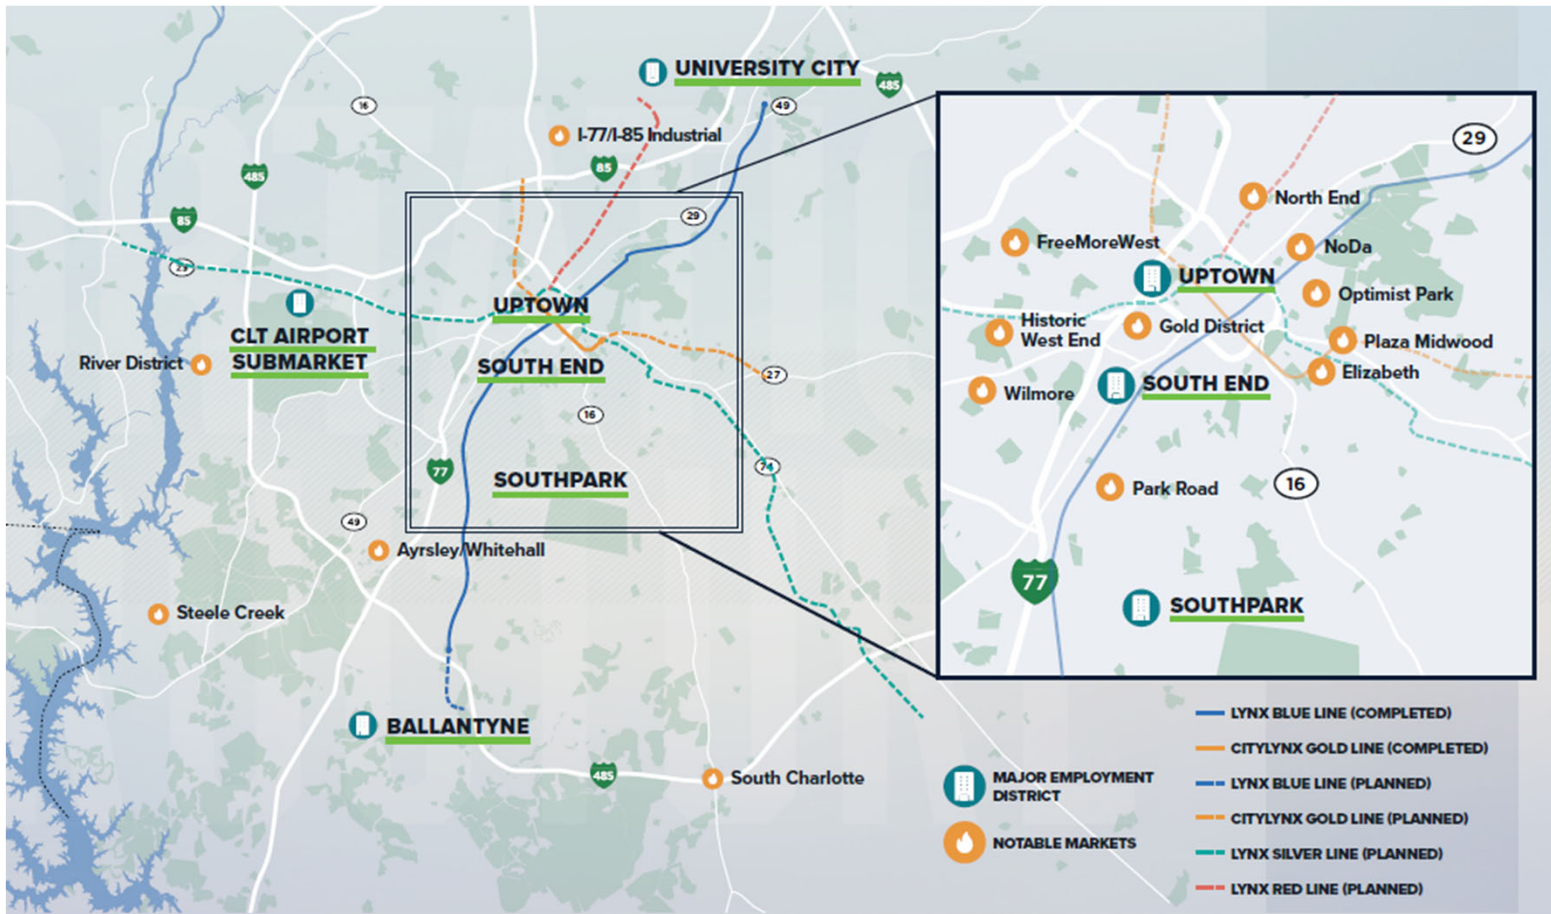 UNIVERSITY CITY
485
16
49
I-77/I-85 Industrial
85
485
85
29
29
UPTOWN
CLT AIRPORT
SUBMARKET
River District
SOUTH END
27
16
74
77
SOUTHPARK
49
Ayrsley/Whitehall
Steele Creek
BALLANTYNE
485
South Charlotte
29
North End
FreeMoreWest
NoDa
UPTOWN
Optimist Park
Historic
West End
Gold District
Plaza Midwood
Elizabeth
SOUTH END
Wilmore
Park Road
16
77
SOUTHPARK
MAJOR EMPLOYMENT
DISTRICT
NOTABLE MARKETS
LYNX BLUE LINE (COMPLETED)
CITYLYNX GOLD LINE (COMPLETED)
LYNX BLUE LINE (PLANNED)
CITYLYNX GOLD LINE (PLANNED)
LYNX SILVER LINE (PLANNED)
LYNX RED LINE (PLANNED)